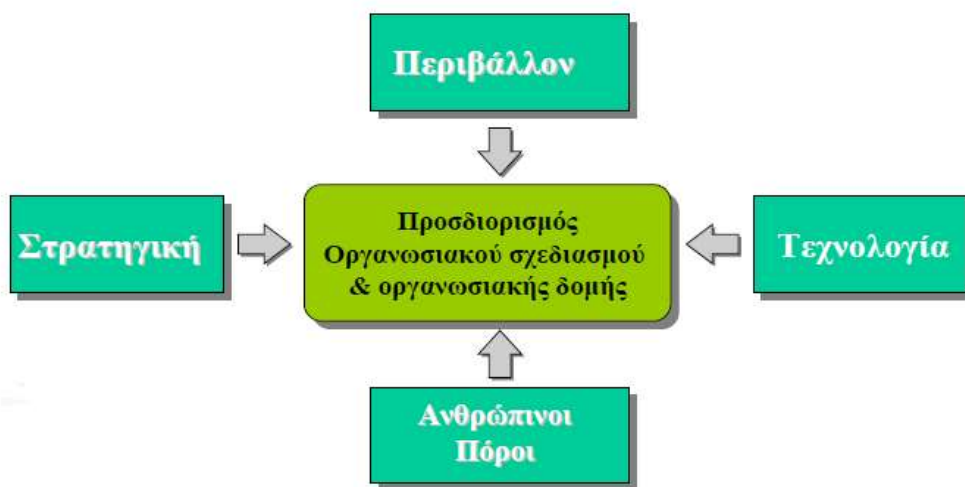 Περιβάλλον
Στρατηγική
Προσδιορισμός
Οργανωσιακού σχεδιασμού
& οργανωσιακής δομής
Τεχνολογία
Ανθρώπινοι
Πόροι